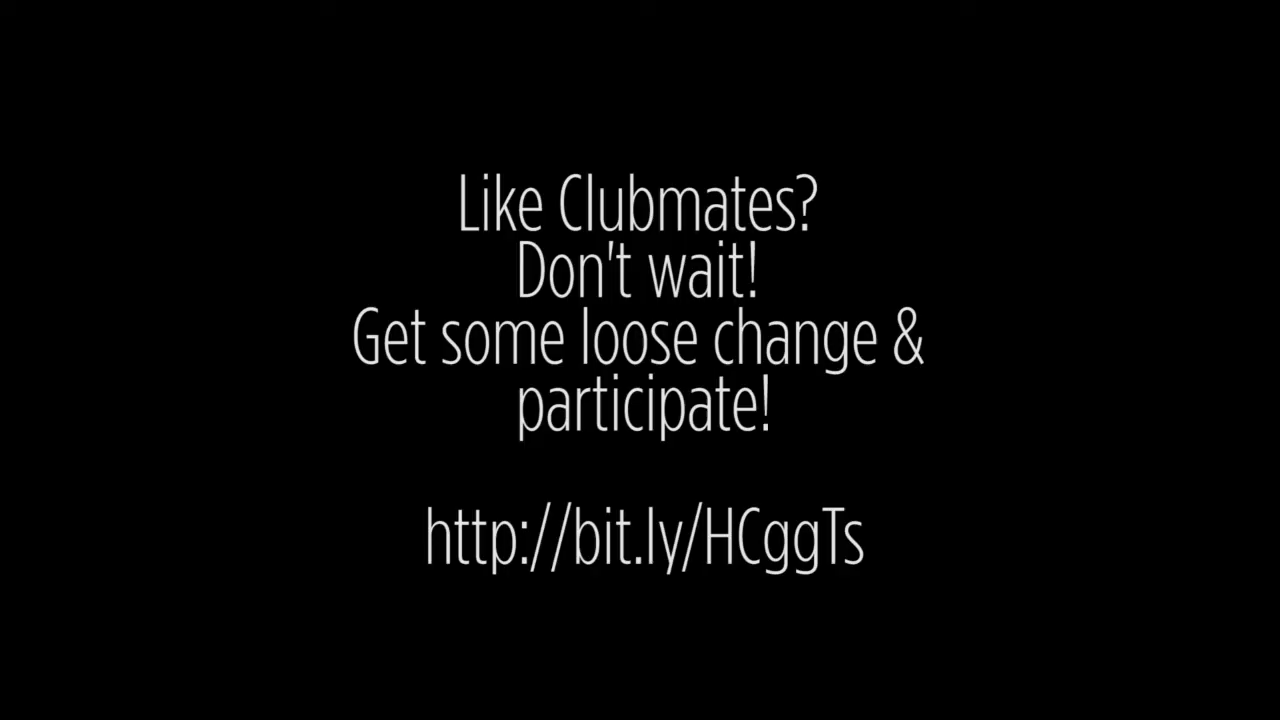 Like Clubmates?
Don't wait!
Get some loose change &
participate!
http://bit.ly/HCggTs